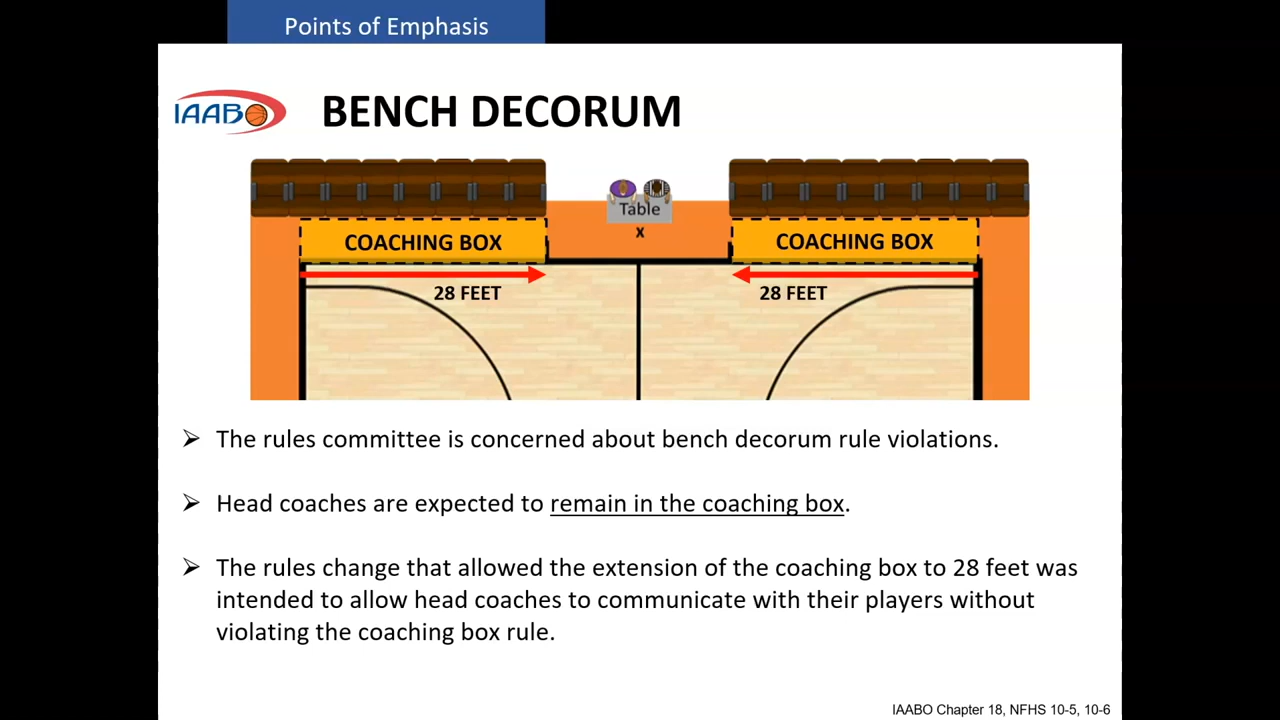 Points of Emphasis
IAABO
BENCH DECORUM
Table
x
COACHING BOX
COACHING BOX
28 FEET
28 FEET
➢ The rules committee is concerned about bench decorum rule violations.
➢ Head coaches are expected to remain in the coaching box.
➢ The rules change that allowed the extension of the coaching box to 28 feet was
intended to allow head coaches to communicate with their players without
violating the coaching box rule.
IAABO Chapter 18, NFHS 10-5, 10-6